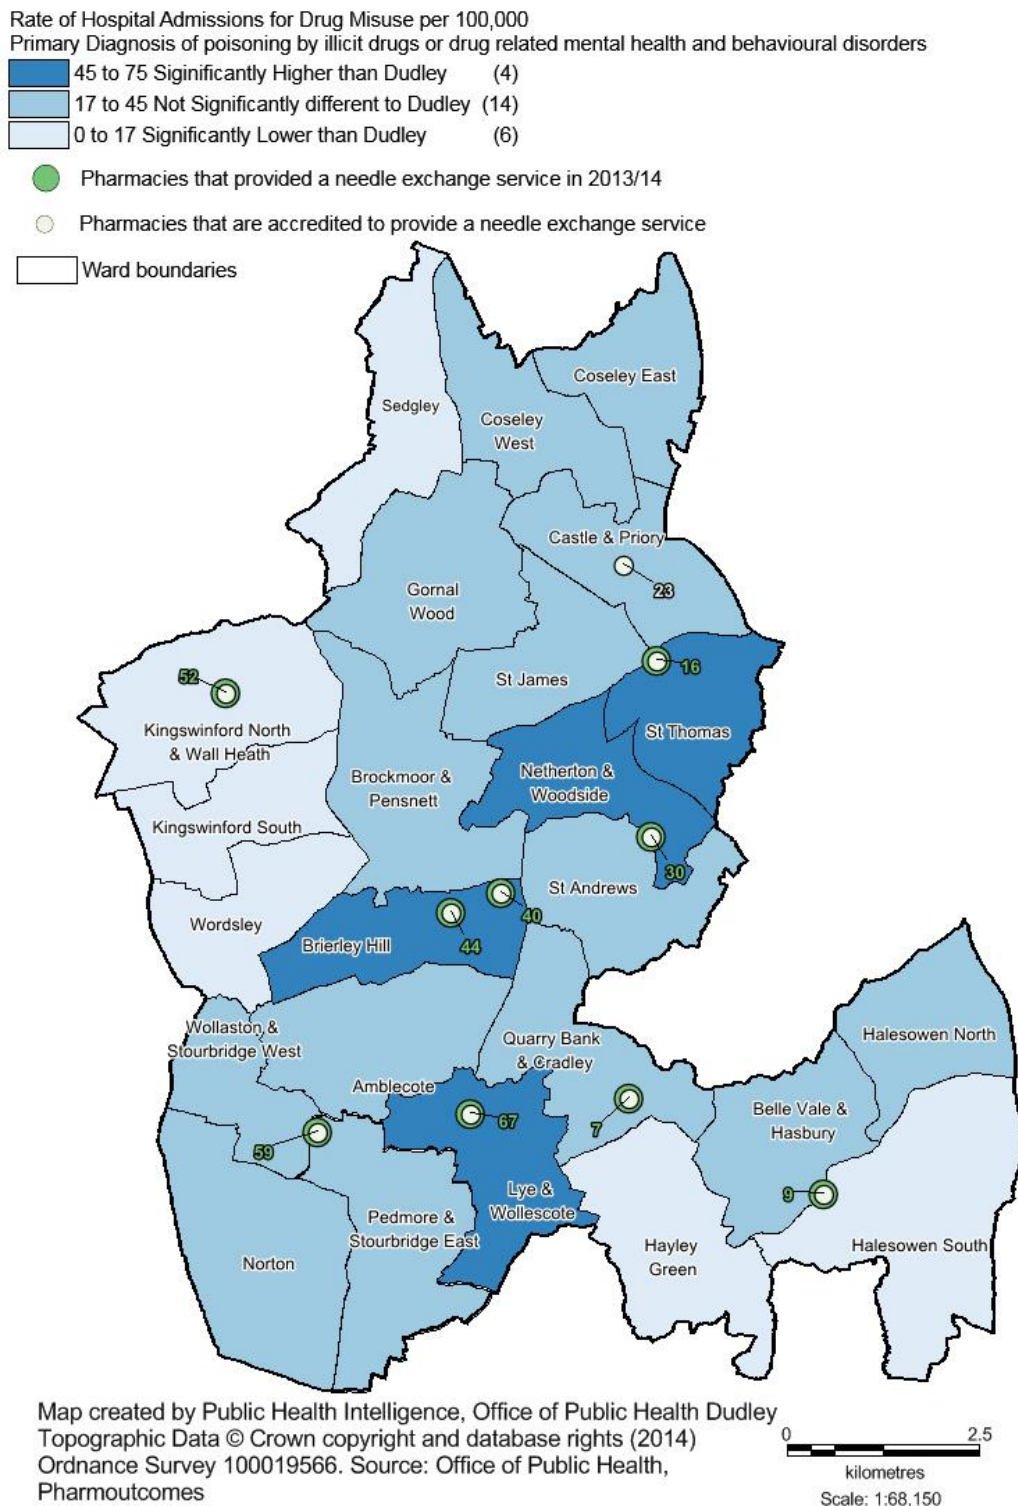 Rate of Hospital Admissions for Drug Misuse per 100,000
Primary Diagnosis of poisoning by illicit drugs or drug related mental health and behavioural disorders
45 to 75 Siginificantly Higher than Dudley (4)
17 to 45 Not Significantly different to Dudley (14)
0 to 17 Significantly Lower than Dudley (6)
Pharmacies that provided a needle exchange service in 2013/14
Pharmacies that are accredited to provide a needle exchange service
Ward boundaries
Coseley East
Sedgley
Coseley
West
Castle & Priory
23
Gornal
Wood
16
52
St James
Kingswinford North
& Wall Heath
St Thomas
Netherton &
Woodside
Brockmoor &
Pensnett
Kingswinford South
30
St Andrews
40
Wordsley
Brierley Hill
44
Wollaston &
Stourbridge West
Quarry Bank
& Cradley
Halesowen North
Amblecote
Belle Vale &
Hasbury
67
7
59
9
Lye &
Wollescote
Pedmore &
Stourbridge East
Hayley
Green
Halesowen South
Norton
Map created by Public Health Intelligence, Office of Public Health Dudley
Topographic Data © Crown copyright and database rights (2014)
Ordnance Survey 100019566. Source: Office of Public Health,
Pharmoutcomes
0 2.5
kilometres
Scale: 1:68,150